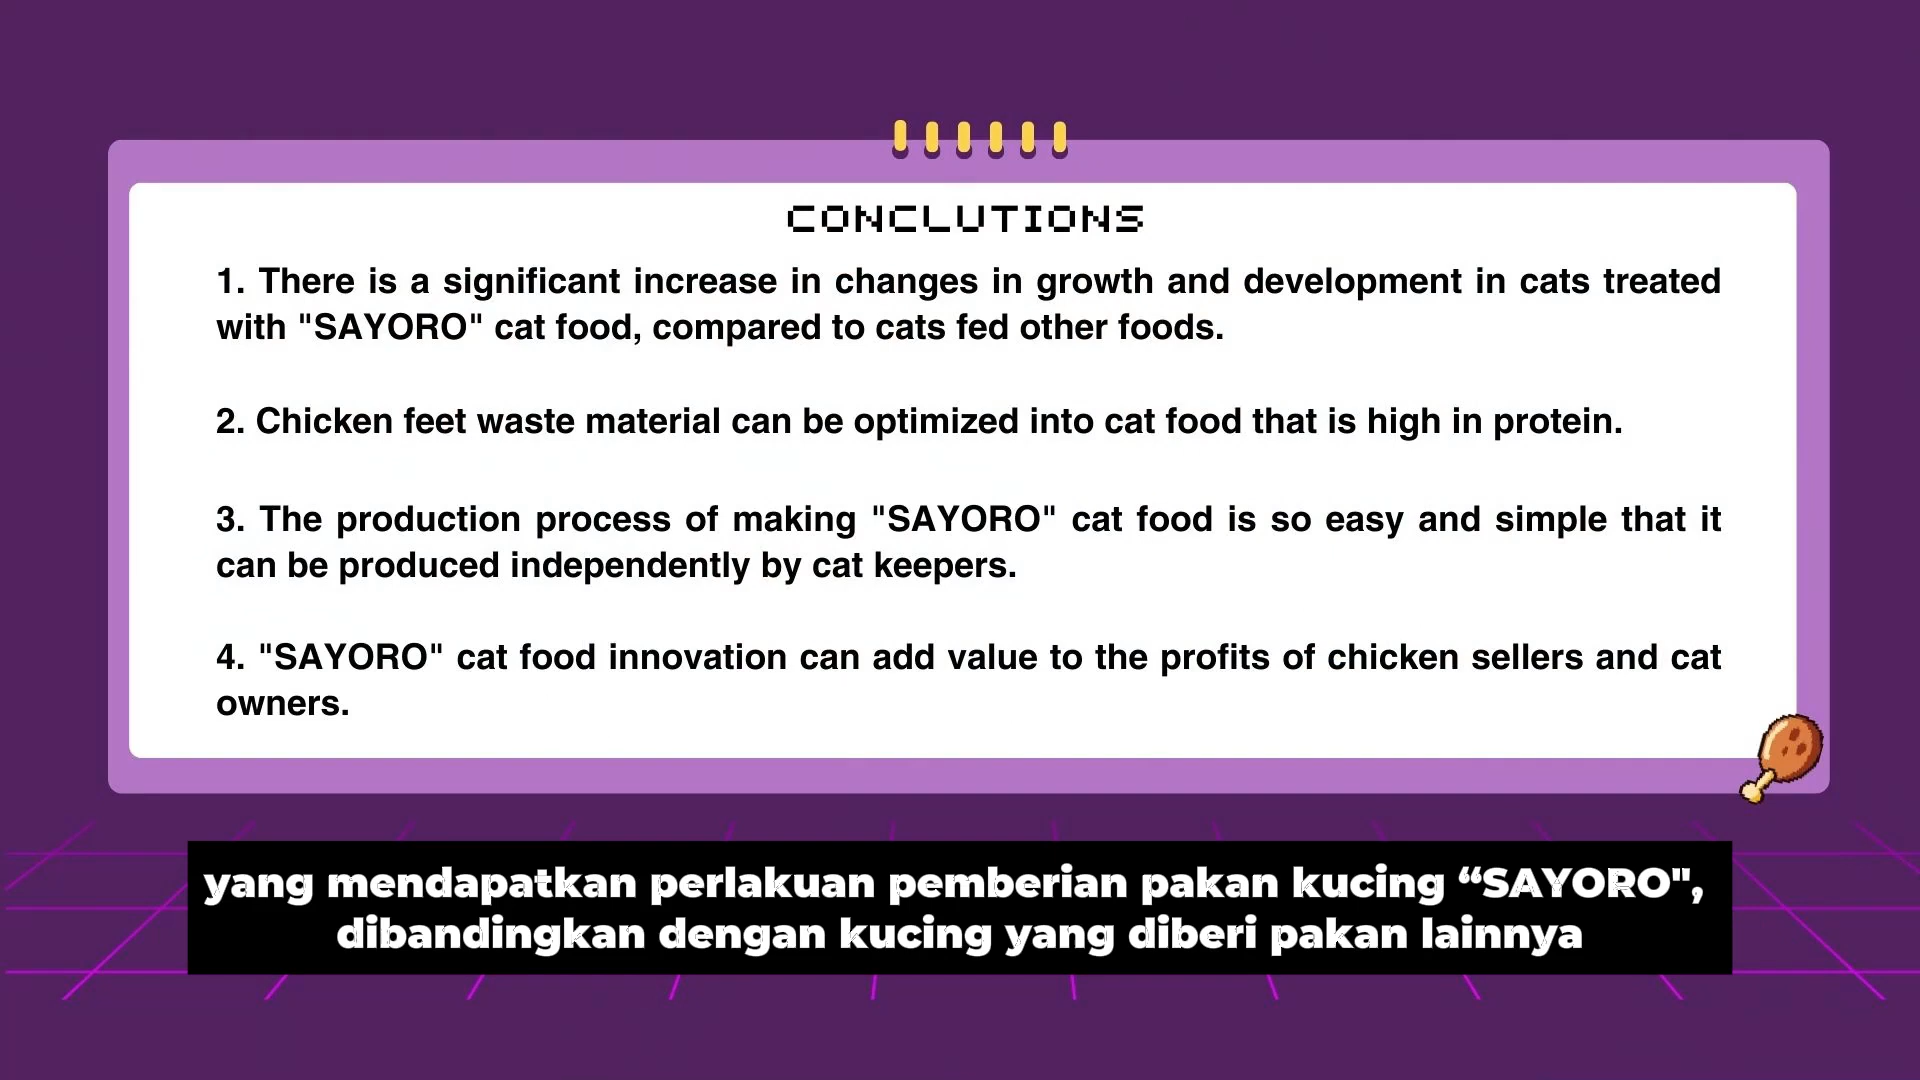 CONCLUTIONS
1. There is a significant increase in changes in growth and development in cats treated
with "SAYORO" cat food, compared to cats fed other foods.
2. Chicken feet waste material can be optimized into cat food that is high in protein.
3. The production process of making "SAYORO" cat food is so easy and simple that it
can be produced independently by cat keepers.
4. "SAYORO" cat food innovation can add value to the profits of chicken sellers and cat
owners.
yang mendapatkan perlakuan pemberian pakan kucing “SAYORO",
dibandingkan dengan kucing yang diberi pakan lainnya